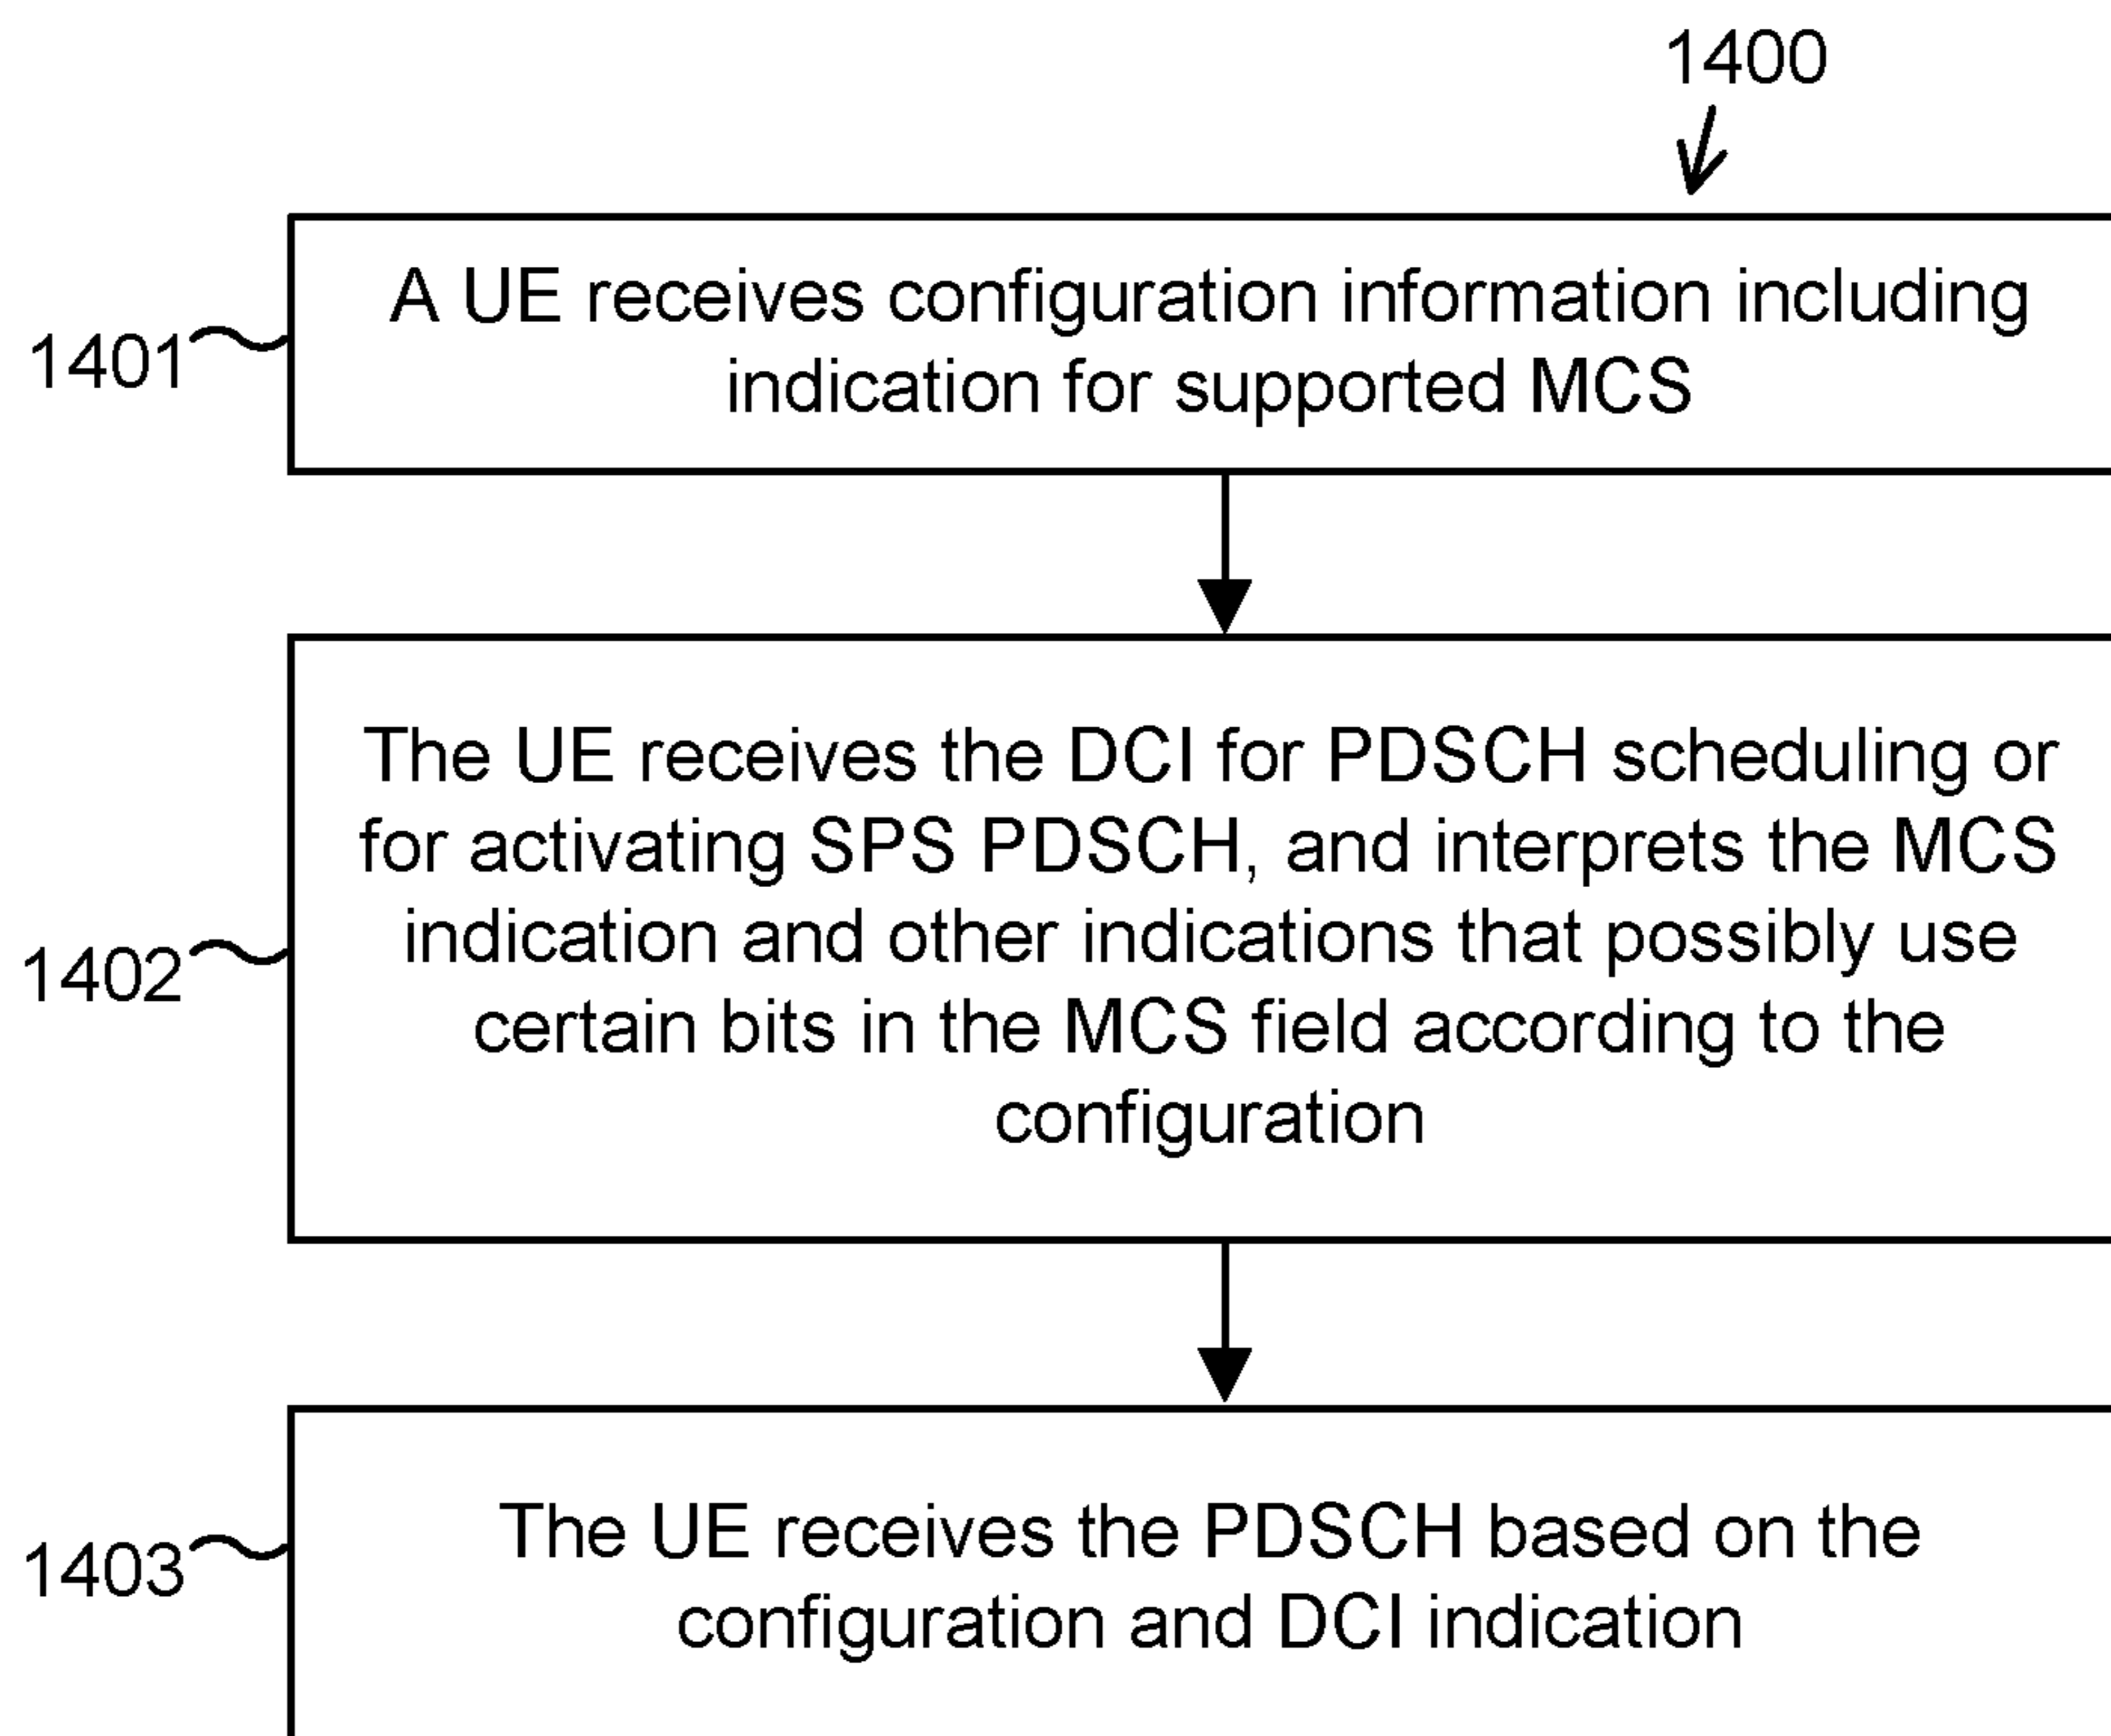 1400
A UE receives configuration information including
indication for supported MCS
1401
The UE receives the DCI for PDSCH scheduling or
for activating SPS PDSCH, and interprets the MCS
indication and other indications that possibly use
certain bits in the MCS field according to the
configuration
1402
The UE receives the PDSCH based on the
configuration and DCI indication
1403